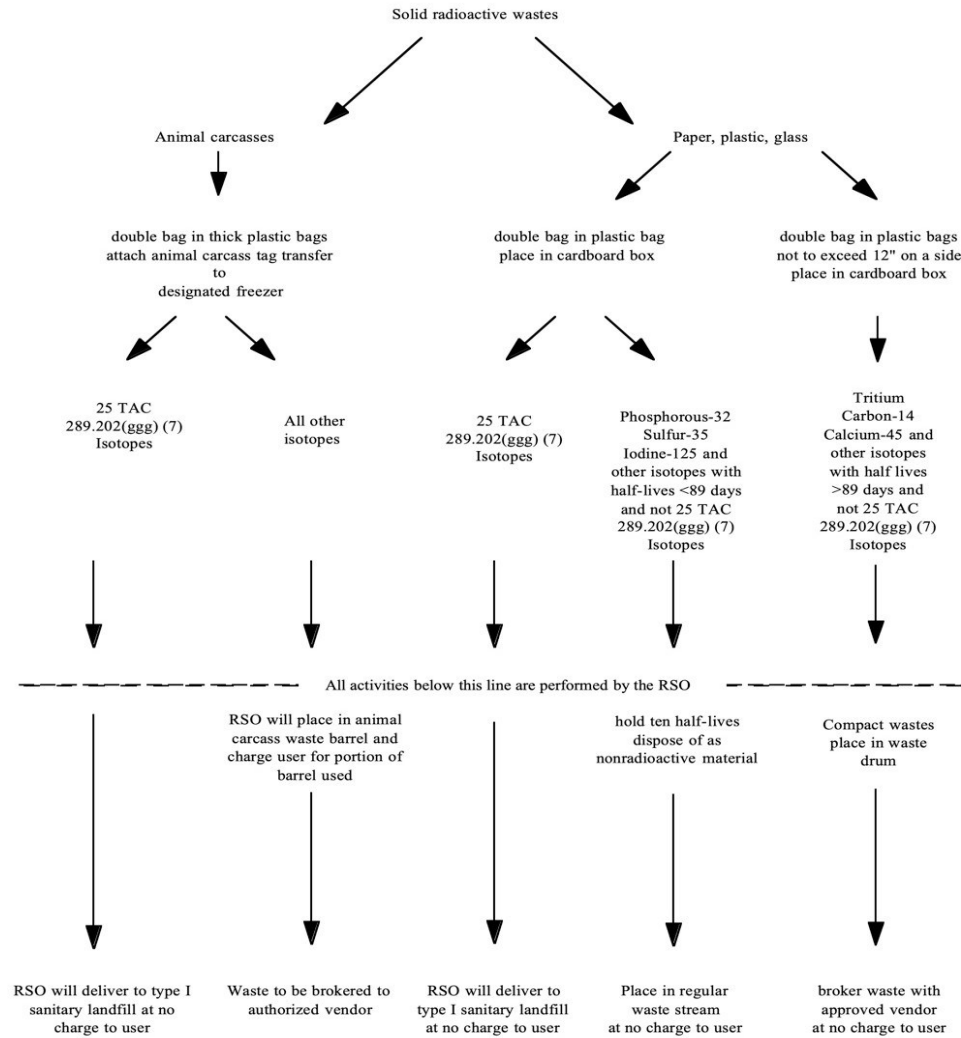 Solid radioactive wastes
Animal carcasses
Paper, plastic, glass
double bag in thick plastic bags
attach animal carcass tag transfer
to
designated freezer
double bag in plastic bag
place in cardboard box
double bag in plastic bags
not to exceed 12" on a side
place in cardboard box
25 TAC
289.202(ggg) (7)
Isotopes
All other
isotopes
25 TAC
289.202(ggg) (7)
Isotopes
Phosphorous-32
Sulfur-35
Iodine-125 and
other isotopes with
half-lives <89 days
and not 25 TAC
289.202(ggg) (7)
Isotopes
Tritium
Carbon-14
Calcium-45 and
other isotopes
with half lives
>89 days and
not 25 TAC
289.202(ggg) (7)
Isotopes
All activities below this line are performed by the RSO
RSO will place in animal
carcass waste barrel and
charge user for portion of
barrel used
hold ten half-lives
dispose of as
nonradioactive material
Compact wastes
place in waste
drum
RSO will deliver to type I
sanitary landfill at no
charge to user
Waste to be brokered to
authorized vendor
RSO will deliver to
type I sanitary landfill
at no charge to user
Place in regular
waste stream
at no charge to user
broker waste with
approved vendor
at no charge to user